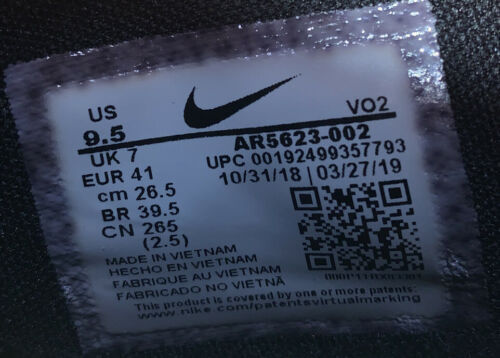 US
9.5
VO2
UK 7
AR5623-002
EUR 41
UPC 00192499357793
cm 26.5
10/31/18 | 03/27/19
BR 39.5
CN 265
(2.5)
MADE IN VIETNAM
HECHO EN VIETNAM
FABRIQUE AU VIETNAM
FABRICADO NO VIETNÃ
This product is covered by one or more patents:
www.nike.com/patentsvirtualmarking